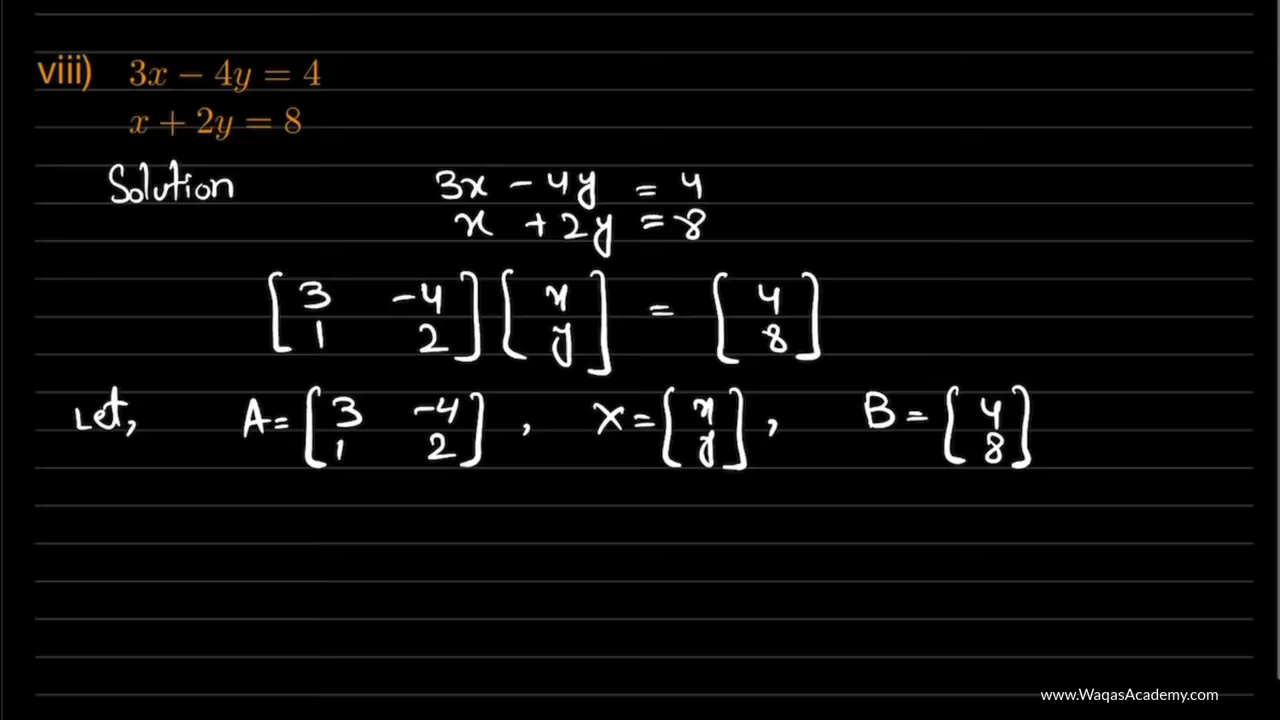 viii) 3x − 4y = 4
x + 2y = 8
Solution 3x - 4y = 4
x + 2y = 8
[3 -4] [x] = [4]
[1 2] [y] [8]
Let, A = [3 -4], X = [x], B = [4]
[1 2] [y] [8]
www.WaqasAcademy.com